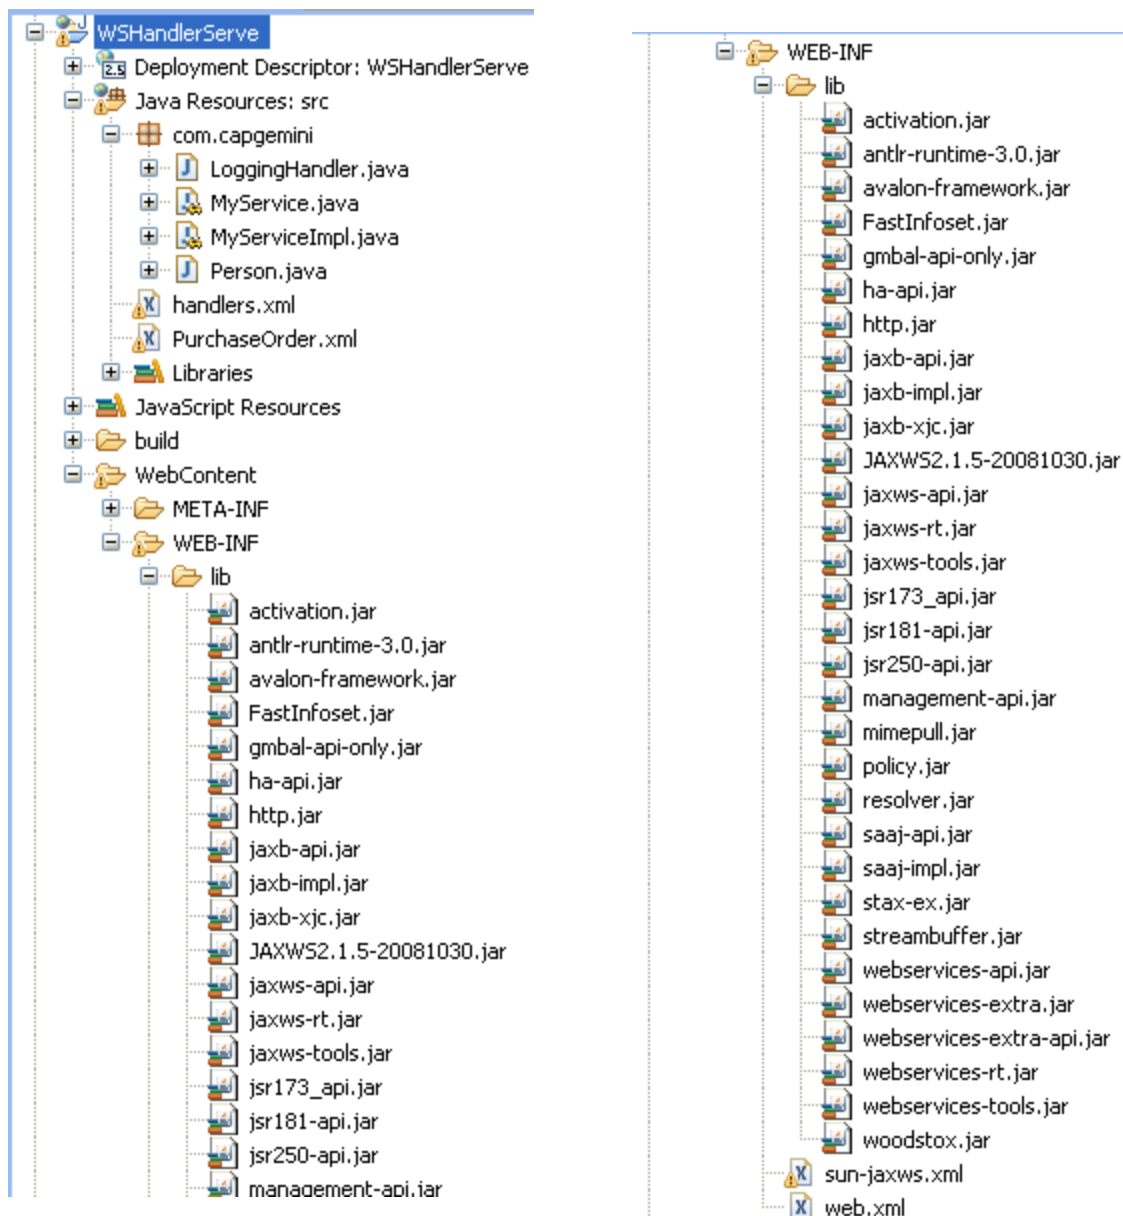 WSHandlerServe
2.5 Deployment Descriptor: WSHandlerServe
Java Resources: src
com.capgemini
J LoggingHandler.java
J MyService.java
J MyServiceImpl.java
J Person.java
X handlers.xml
X PurchaseOrder.xml
Libraries
JavaScript Resources
build
WebContent
META-INF
WEB-INF
lib
activation.jar
antlr-runtime-3.0.jar
avalon-framework.jar
FastInfoset.jar
gmbal-api-only.jar
ha-api.jar
http.jar
jaxb-api.jar
jaxb-impl.jar
jaxb-xjc.jar
JAXWS2.1.5-20081030.jar
jaxws-api.jar
jaxws-rt.jar
jaxws-tools.jar
jsr173_api.jar
jsr181-api.jar
jsr250-api.jar
management-api.jar
WEB-INF
lib
activation.jar
antlr-runtime-3.0.jar
avalon-framework.jar
FastInfoset.jar
gmbal-api-only.jar
ha-api.jar
http.jar
jaxb-api.jar
jaxb-impl.jar
jaxb-xjc.jar
JAXWS2.1.5-20081030.jar
jaxws-api.jar
jaxws-rt.jar
jaxws-tools.jar
jsr173_api.jar
jsr181-api.jar
jsr250-api.jar
management-api.jar
mimepull.jar
policy.jar
resolver.jar
saaj-api.jar
saaj-impl.jar
stax-ex.jar
streambuffer.jar
webservices-api.jar
webservices-extra.jar
webservices-extra-api.jar
webservices-rt.jar
webservices-tools.jar
woodstox.jar
X sun-jaxws.xml
X web.xml